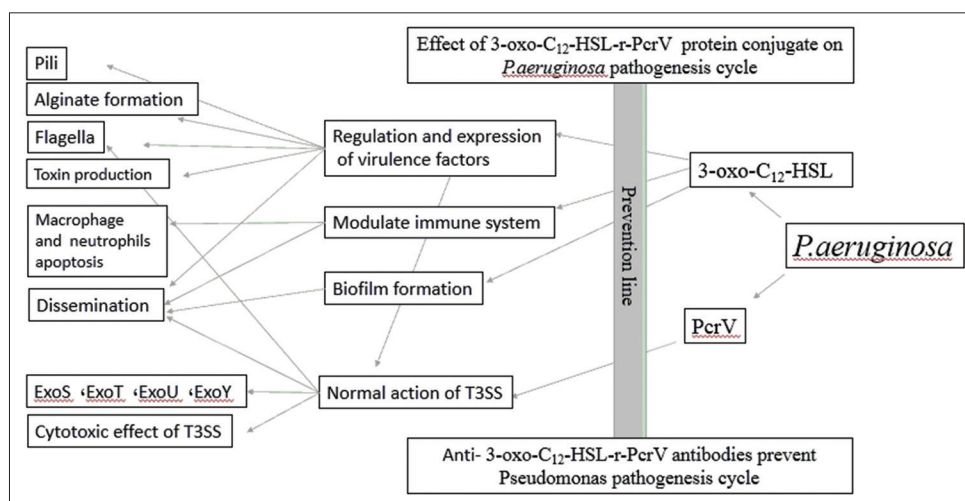 Effect of 3-oxo-C₁₂-HSL-r-PcrV protein conjugate on
P.aeruginosa pathogenesis cycle
Pili
Alginate formation
Flagella
Toxin production
Macrophage
and neutrophils
apoptosis
Dissemination
ExoS ،ExoT ،ExoU ،ExoY
Cytotoxic effect of T3SS
Regulation and expression
of virulence factors
Modulate immune system
Biofilm formation
Normal action of T3SS
Prevention line
3-oxo-C₁₂-HSL
P.aeruginosa
PcrV
Anti- 3-oxo-C₁₂-HSL-r-PcrV antibodies prevent
Pseudomonas pathogenesis cycle